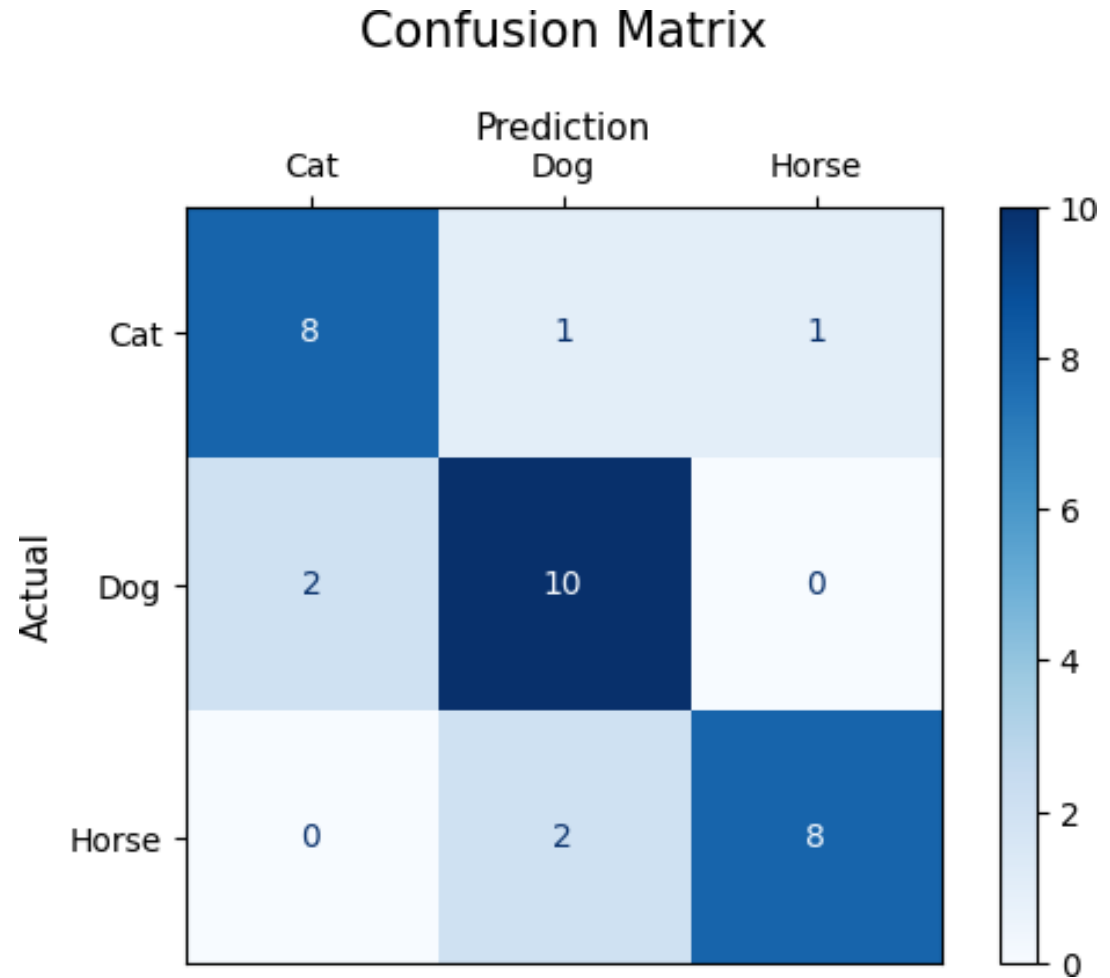 Confusion Matrix
Prediction
Cat Dog Horse
Actual
Cat 8 1 1
Dog 2 10 0
Horse 0 2 8
10
8
6
4
2
0